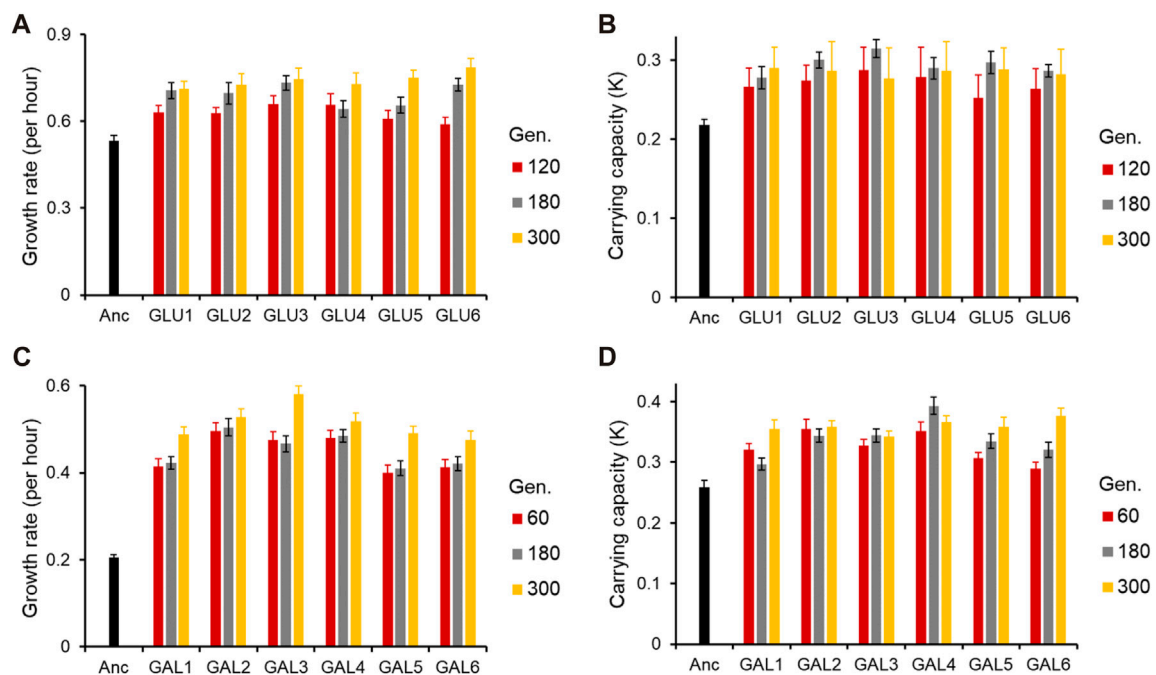 A
Growth rate (per hour)
0.9
0.6
0.3
0
Anc GLU1 GLU2 GLU3 GLU4 GLU5 GLU6
Gen.
120
180
300
B
Carrying capacity (K)
0.3
0.2
0.1
0
Anc GLU1 GLU2 GLU3 GLU4 GLU5 GLU6
Gen.
120
180
300
C
Growth rate (per hour)
0.6
0.4
0.2
0
Anc GAL1 GAL2 GAL3 GAL4 GAL5 GAL6
Gen.
60
180
300
D
Carrying capacity (K)
0.4
0.3
0.2
0.1
0
Anc GAL1 GAL2 GAL3 GAL4 GAL5 GAL6
Gen.
60
180
300